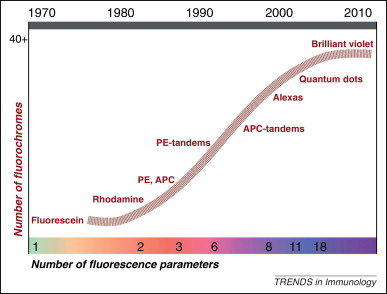 1970 1980 1990 2000 2010
40+
Brilliant violet
Quantum dots
Alexas
APC-tandems
PE-tandems
PE, APC
Rhodamine
Fluorescein
Number of fluorochromes
1 2 3 6 8 11 18
Number of fluorescence parameters
TRENDS in Immunology